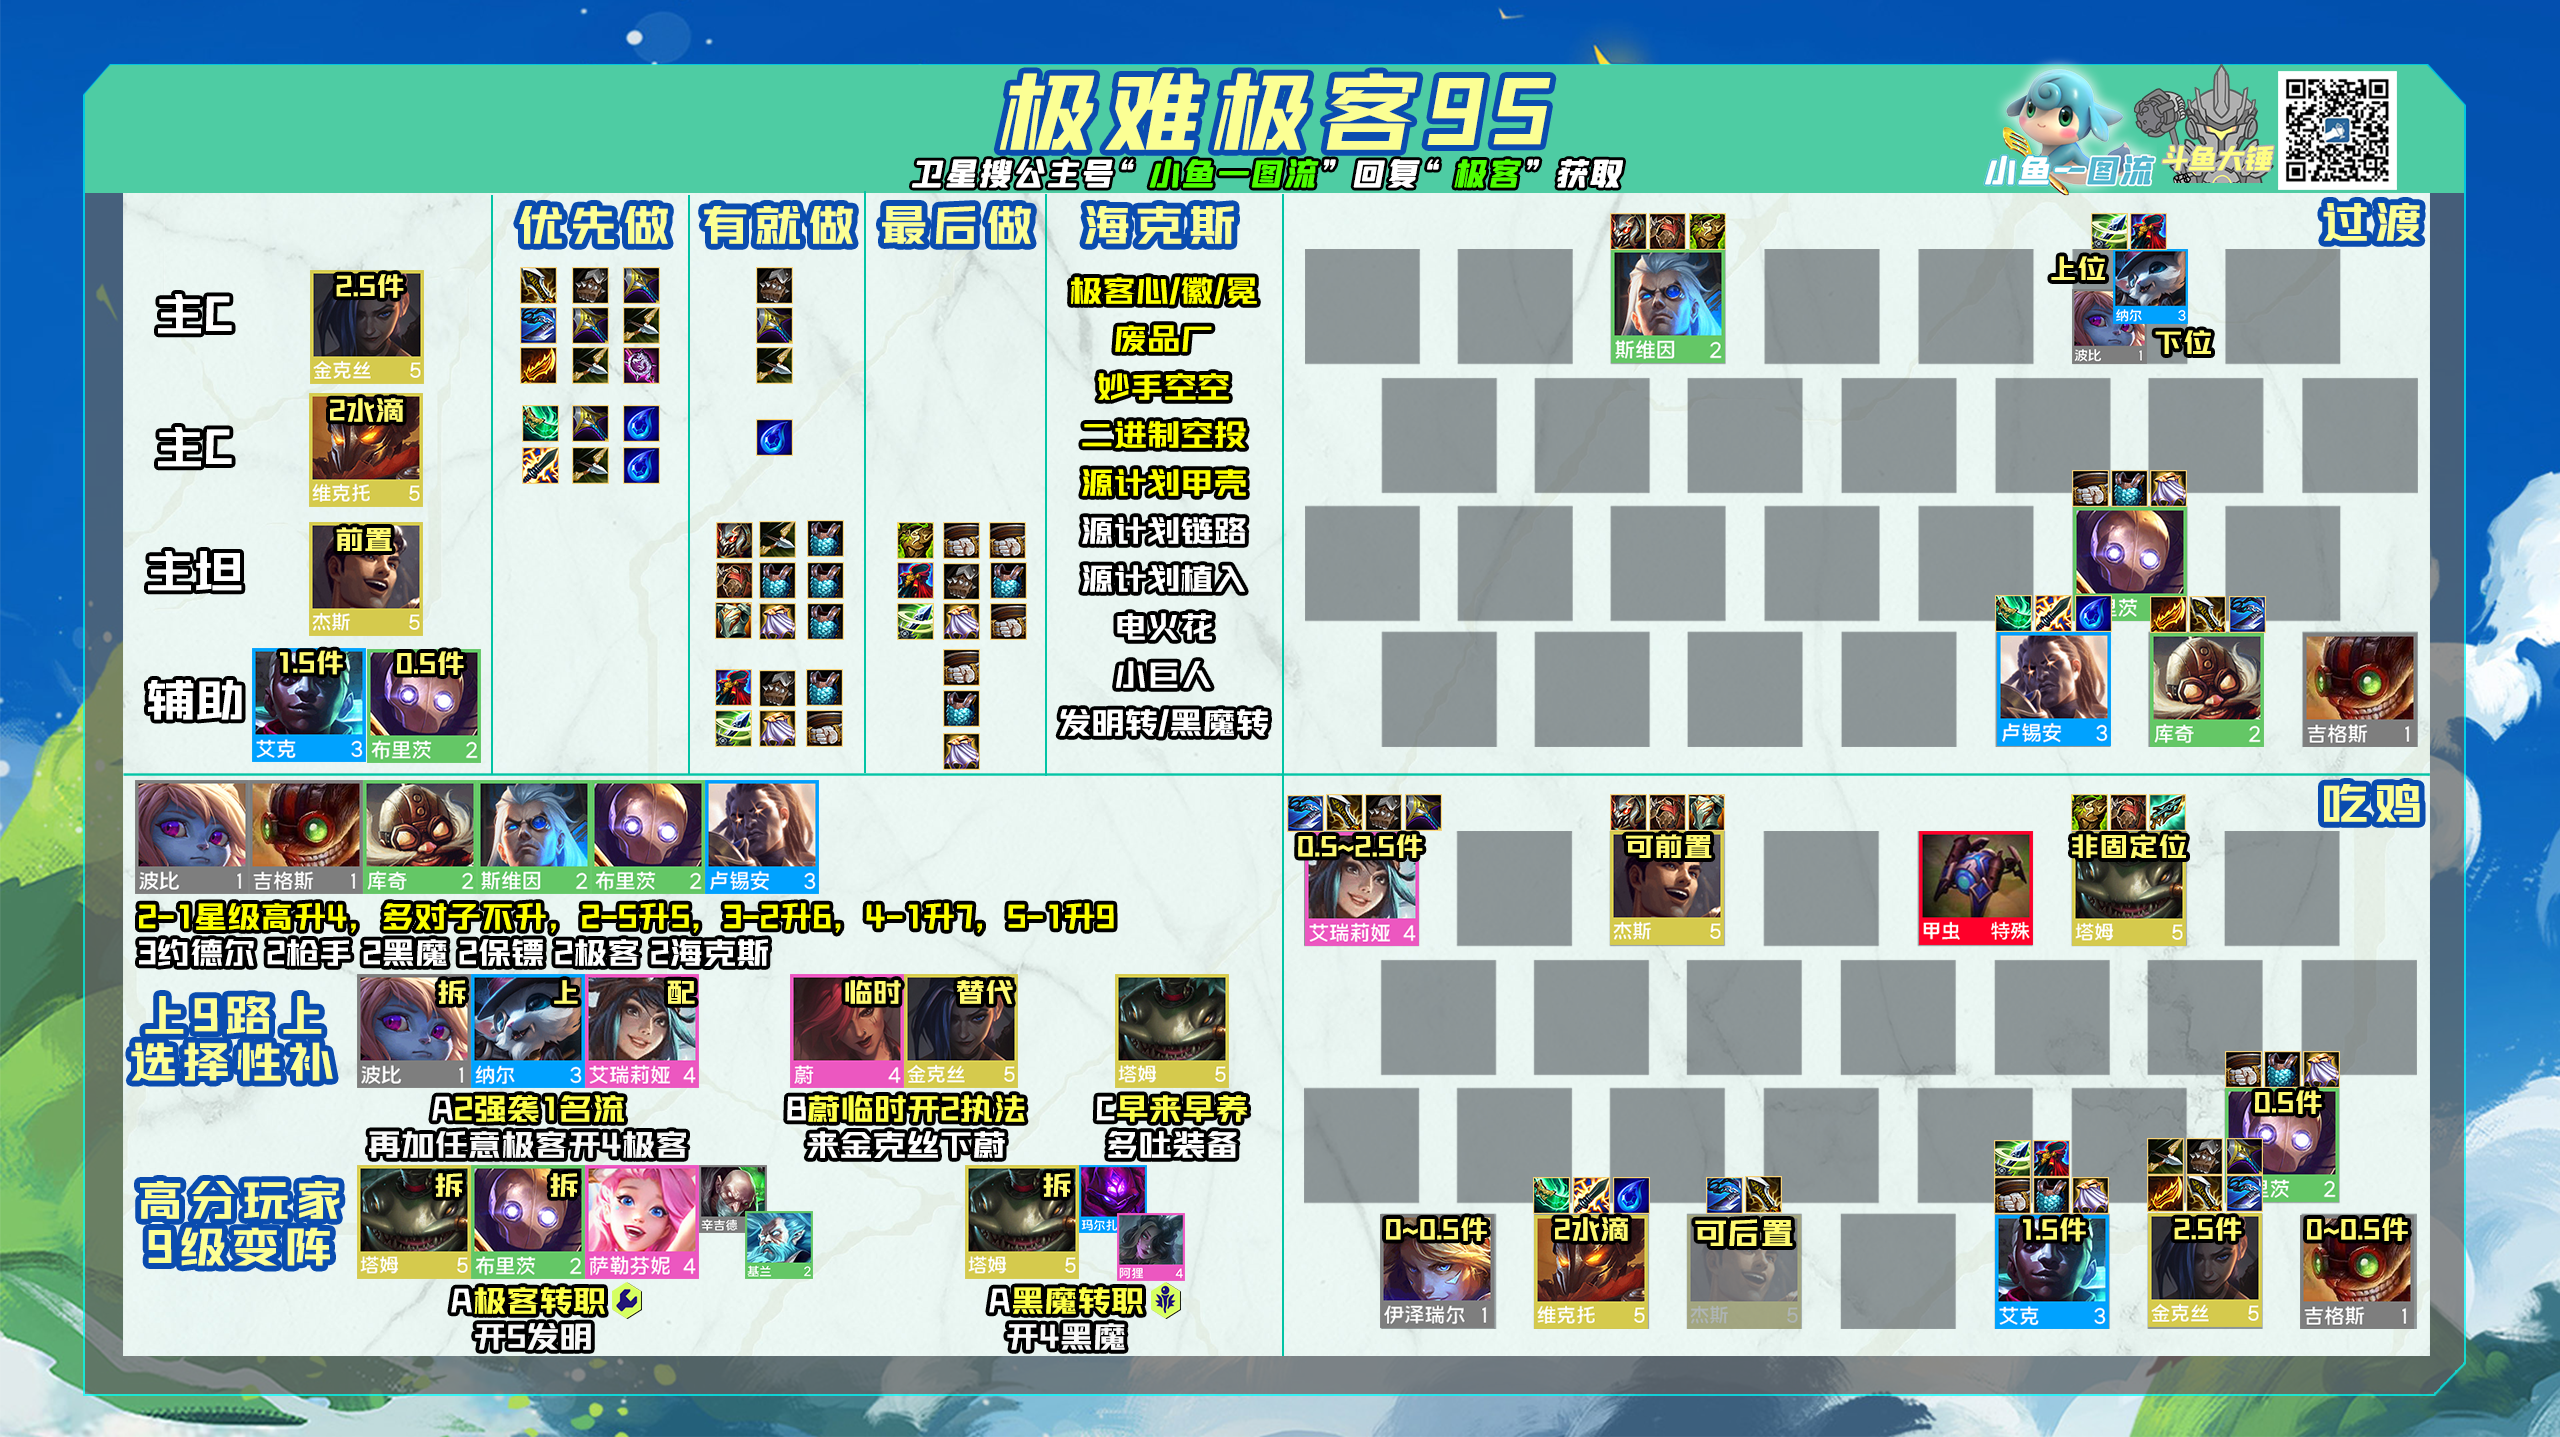 极难极客95
卫星搜公主号“小鱼一图流”回复“极客”获取
小鱼一图流
斗鱼大锤
优先做
有就做
最后做
海克斯
主C
2.5件
金克丝 5
主C
2水滴
维克托 5
主坦
前置
杰斯 5
辅助
1.5件
艾克 3
0.5件
布里茨 2
极客心/徽/冕
废品厂
妙手空空
二进制空投
源计划甲壳
源计划链路
源计划植入
电火花
小巨人
发明转/黑魔转
过渡
斯维因 2
上位
纳尔 3
波比 1
下位
里茨
卢锡安 3
库奇 2
吉格斯 1
波比 1
吉格斯 1
库奇 2
斯维因 2
布里茨 2
卢锡安 3
2-1星级高升4，多对子不升，2-5升5，3-2升6，4-1升7，5-1升9
3约德尔 2枪手 2黑魔 2保镖 2极客 2海克斯
上9路上
选择性补
拆
波比 1
上
纳尔 3
配
艾瑞莉娅 4
A2强袭1名流
再加任意极客开4极客
临时
蔚 4
替代
金克丝 5
B蔚临时开2执法
来金克丝下蔚
塔姆 5
C早来早养
多吐装备
高分玩家
9级变阵
拆
塔姆 5
拆
布里茨 2
萨勒芬妮 4
辛吉德
基兰 2
A极客转职
开5发明
拆
塔姆 5
玛尔扎
阿狸 4
A黑魔转职
开4黑魔
吃鸡
0.5~2.5件
艾瑞莉娅 4
可前置
杰斯 5
甲虫 特殊
非固定位
塔姆 5
0.5件
里茨 2
0~0.5件
伊泽瑞尔 1
2水滴
维克托 5
可后置
杰斯 5
1.5件
艾克 3
2.5件
金克丝 5
0~0.5件
吉格斯 1